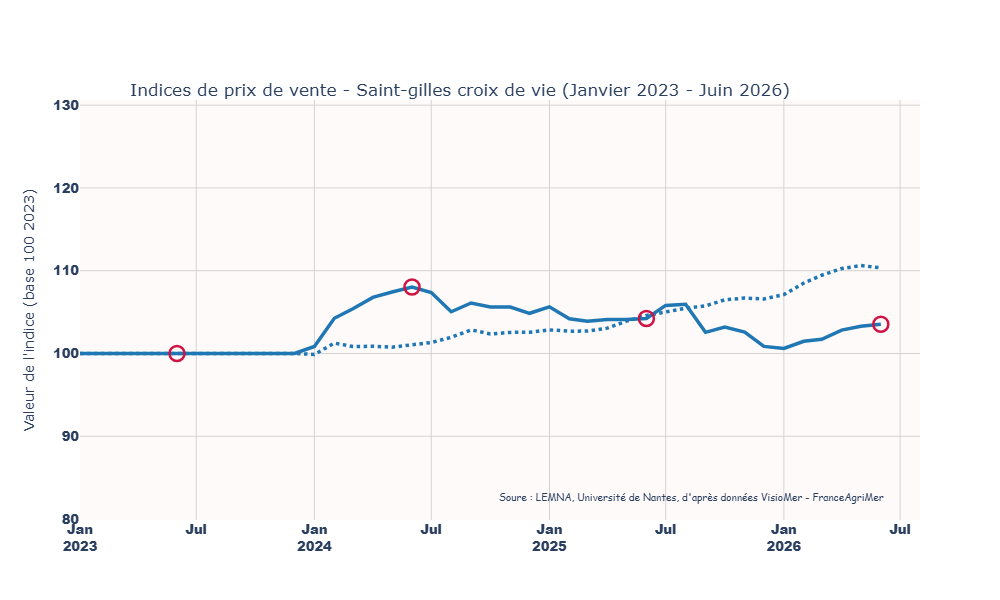 Indices de prix de vente - Saint-gilles croix de vie (Janvier 2023 - Juin 2026)
Valeur de l'indice (base 100 2023)
130
120
110
100
90
80
Soure : LEMNA, Université de Nantes, d'après données VisioMer - FranceAgriMer
Jan Jul Jan Jul Jan Jul Jan Jul
2023 2024 2025 2026